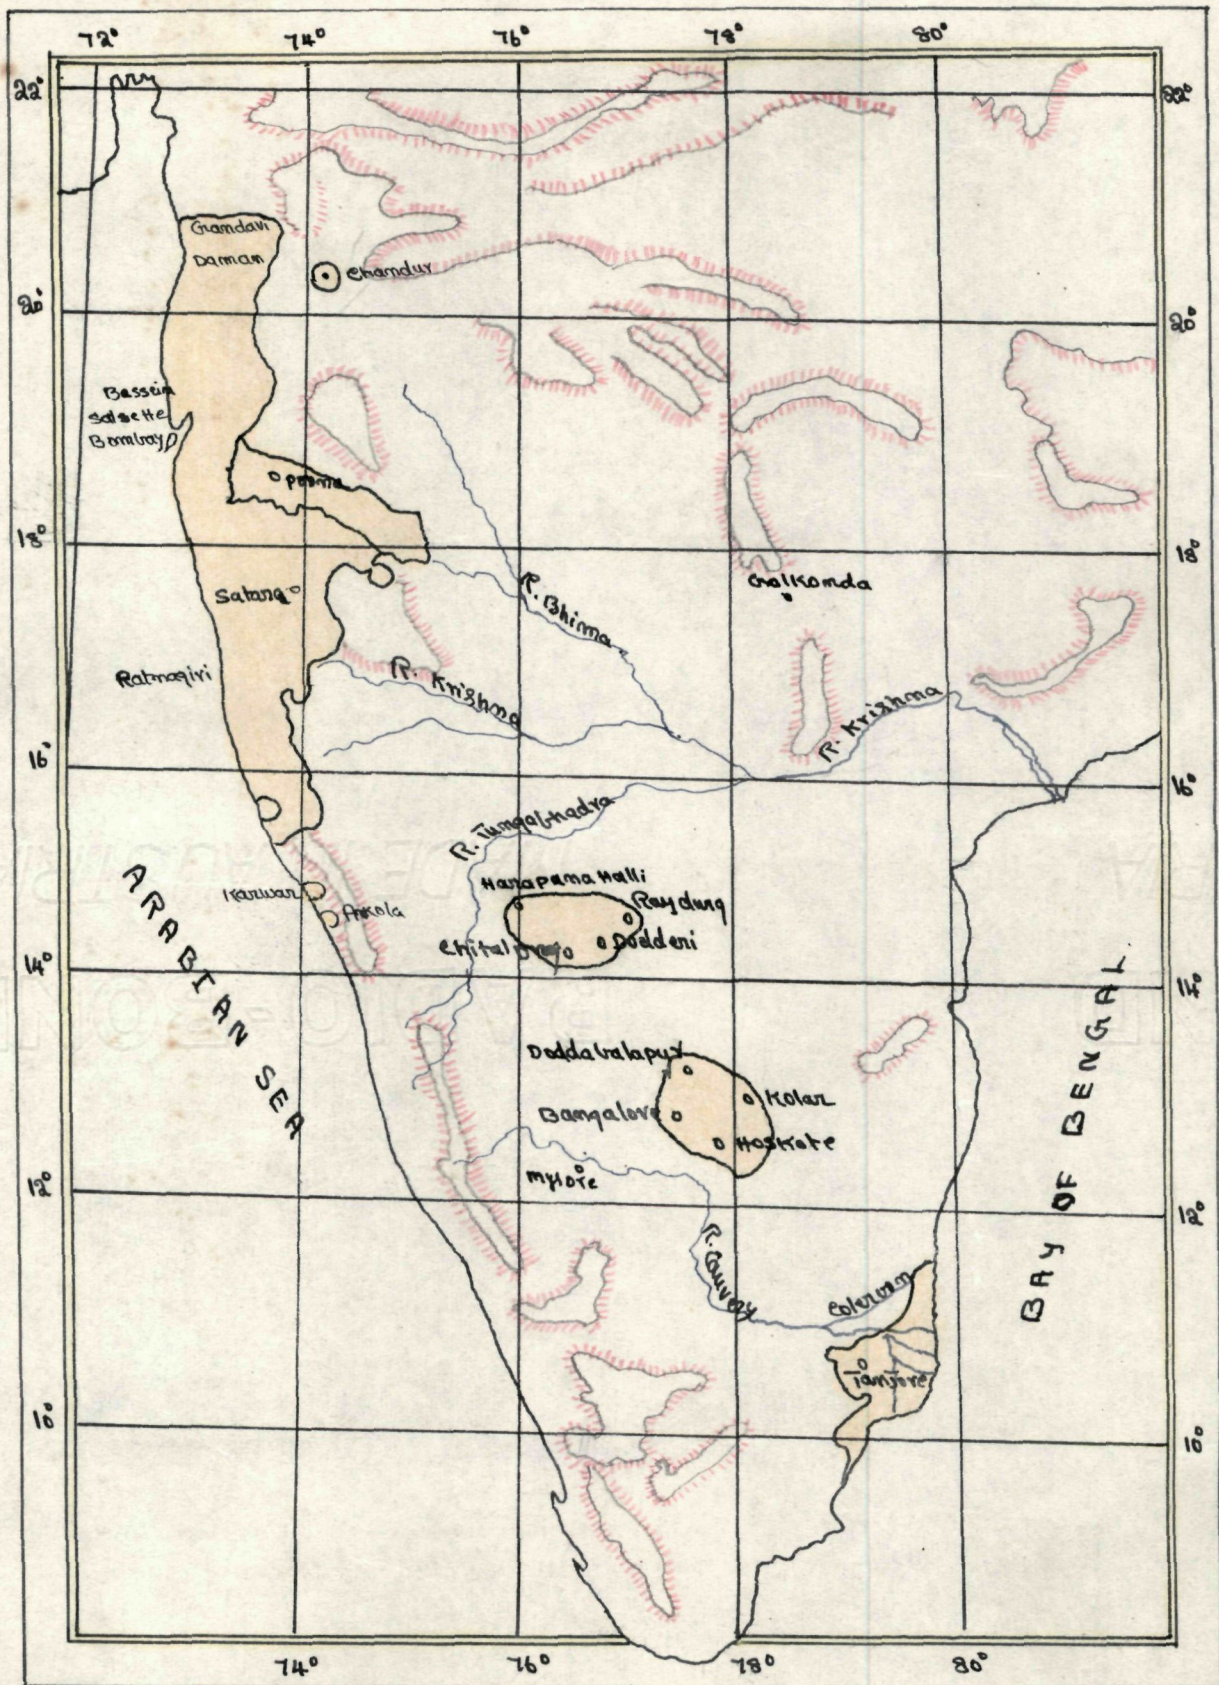 72° 74° 76° 78° 80°
22° 22°
Gandavi
Daman
Chandur
20° 20°
Bassein
Salsette
Bombay
Poona
18° 18°
Golkonda
R. Bhima
Satara
Ratnagiri
R. Krishna
R. Krishna
16° 16°
R. Tungabhadra
Harapanahalli
Raydurg
Karwar
Ankola
Dodderi
14° 14°
ARABIAN SEA
BAY OF BENGAL
Doddabalapur
Kolar
Bangalore
Hoskote
Mysore
12° 12°
R. Cauvery
Coleroon
Tanjore
10° 10°
74° 76° 78° 80°